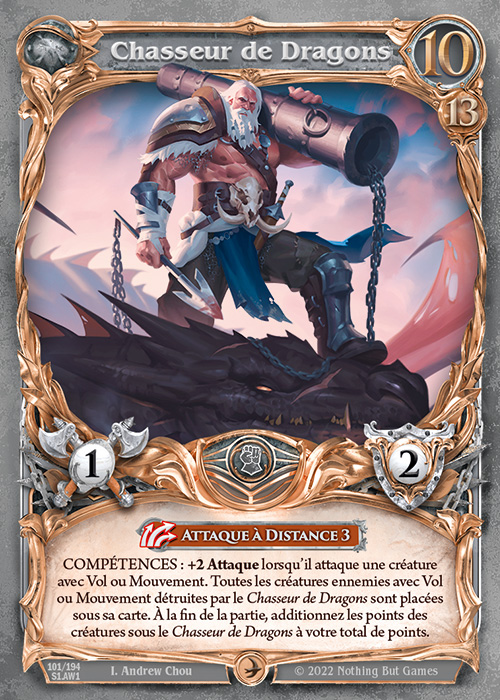 Chasseur de Dragons
10
13
1
2
Attaque à Distance 3
COMPÉTENCES : +2 Attaque lorsqu'il attaque une créature
avec Vol ou Mouvement. Toutes les créatures ennemies avec Vol
ou Mouvement détruites par le Chasseur de Dragons sont placées
sous sa carte. À la fin de la partie, additionnez les points des
créatures sous le Chasseur de Dragons à votre total de points.
101/194
S1.AW1
I. Andrew Chou
© 2022 Nothing But Games